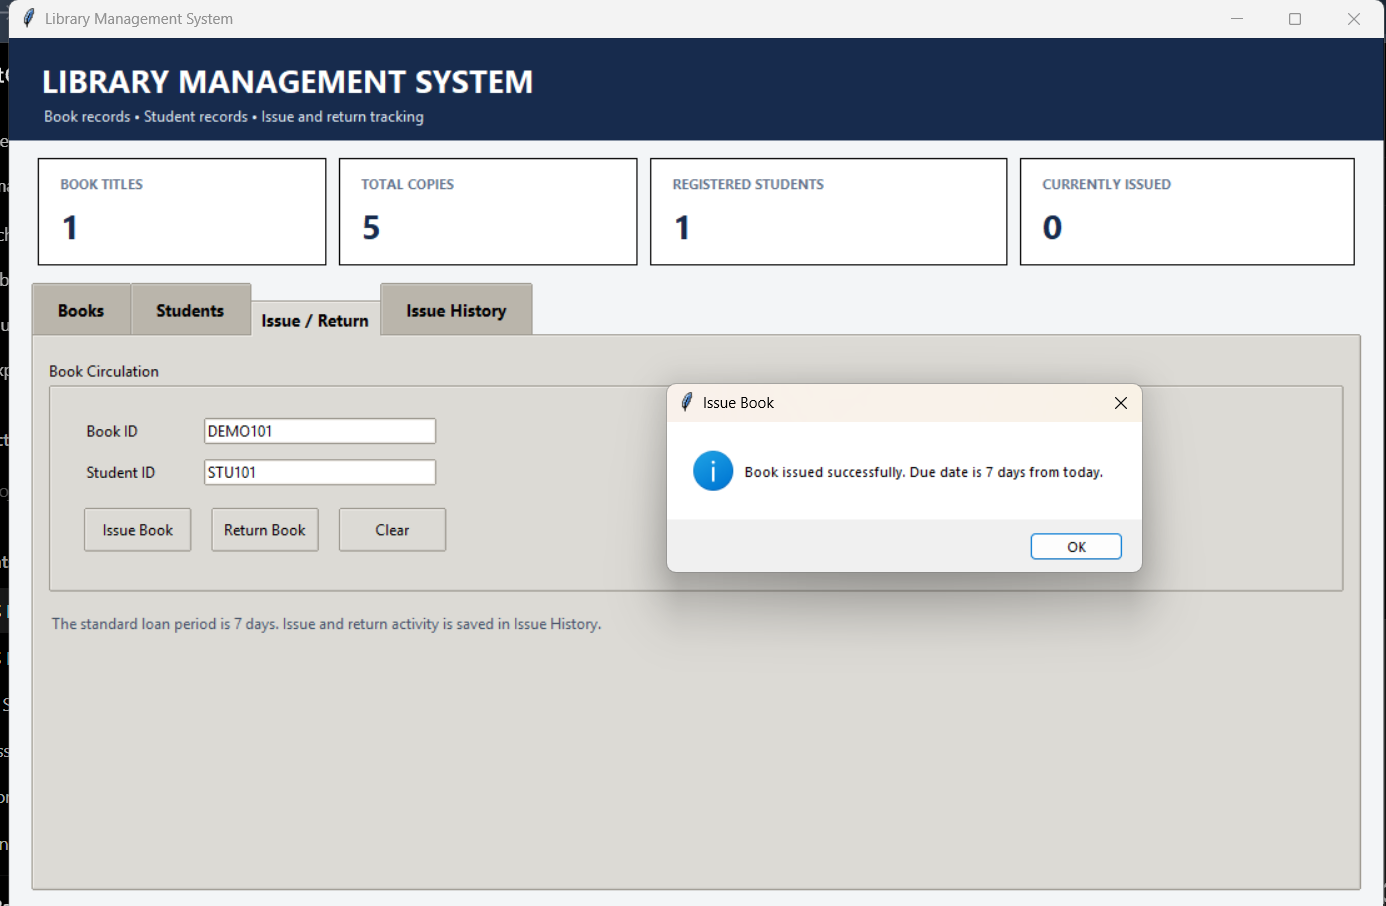 Library Management System
LIBRARY MANAGEMENT SYSTEM
Book records • Student records • Issue and return tracking
BOOK TITLES
1
TOTAL COPIES
5
REGISTERED STUDENTS
1
CURRENTLY ISSUED
0
Books
Students
Issue / Return
Issue History
Book Circulation
Book ID
DEMO101
Student ID
STU101
Issue Book
Return Book
Clear
The standard loan period is 7 days. Issue and return activity is saved in Issue History.
Issue Book
Book issued successfully. Due date is 7 days from today.
OK